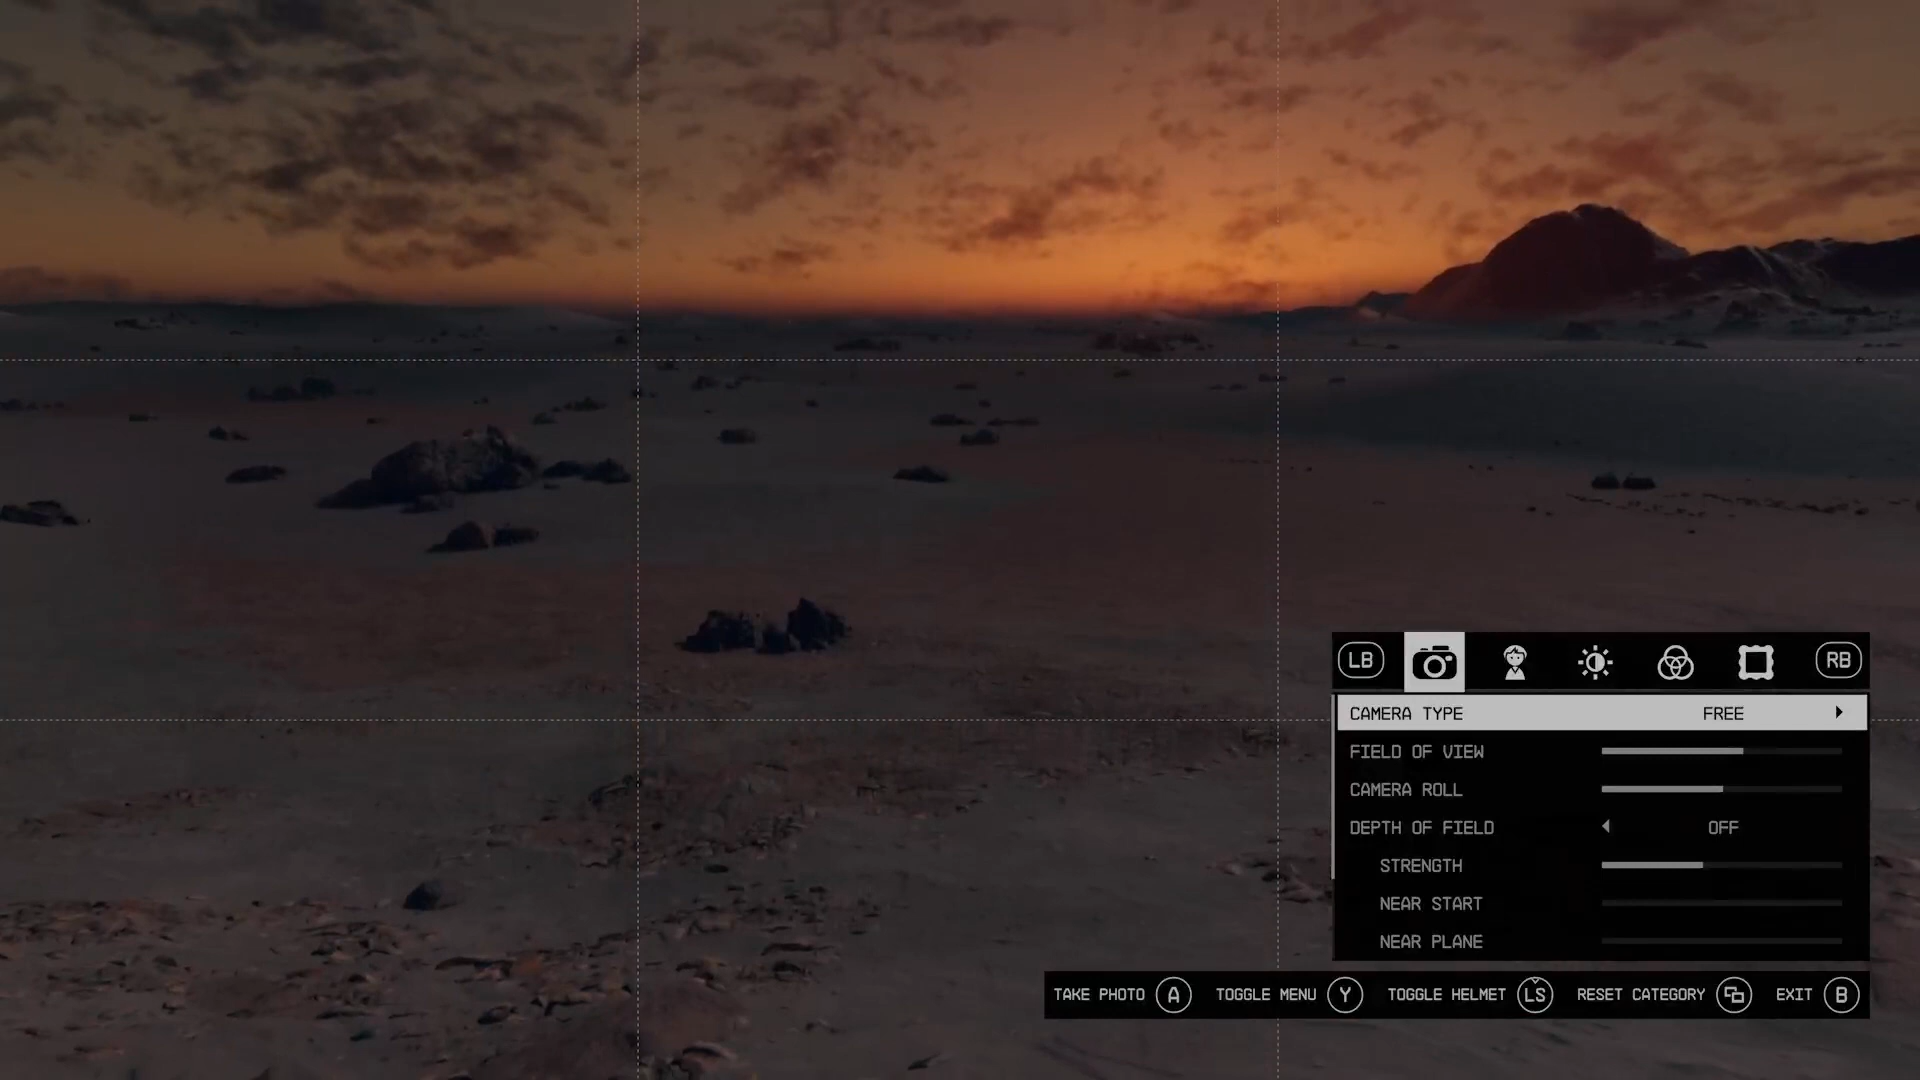 LB RB
CAMERA TYPE FREE
FIELD OF VIEW
CAMERA ROLL
DEPTH OF FIELD OFF
STRENGTH
NEAR START
NEAR PLANE
TAKE PHOTO A TOGGLE MENU Y TOGGLE HELMET LS RESET CATEGORY EXIT B